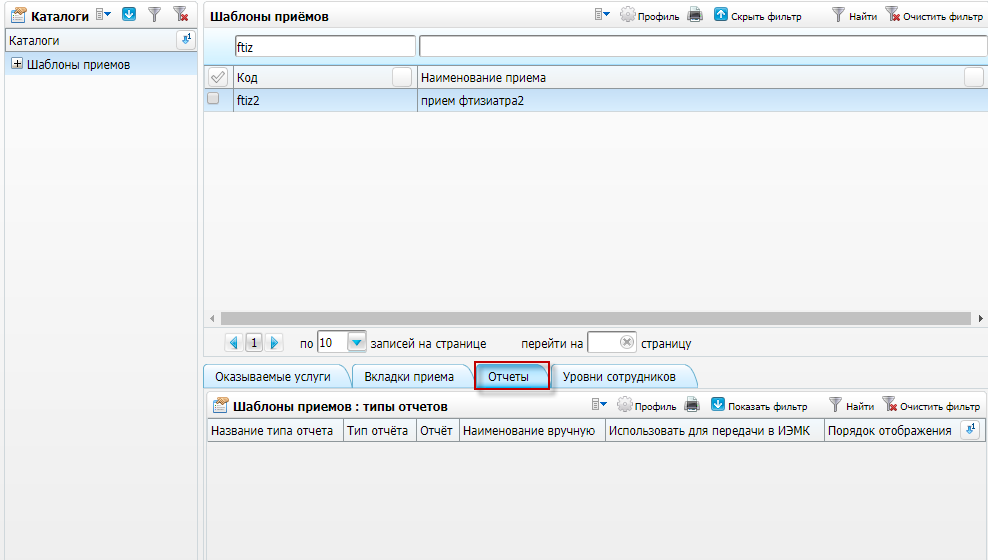 Каталоги
Каталоги
Шаблоны приемов
Шаблоны приёмов Профиль Скрыть фильтр Найти Очистить фильтр
ftiz
Код Наименование приема
ftiz2 прием фтизиатра2
1 по 10 записей на странице перейти на страницу
Оказываемые услуги Вкладки приема Отчеты Уровни сотрудников
Шаблоны приемов : типы отчетов Профиль Показать фильтр Найти Очистить фильтр
Название типа отчета Тип отчёта Отчёт Наименование вручную Использовать для передачи в ИЭМК Порядок отображения